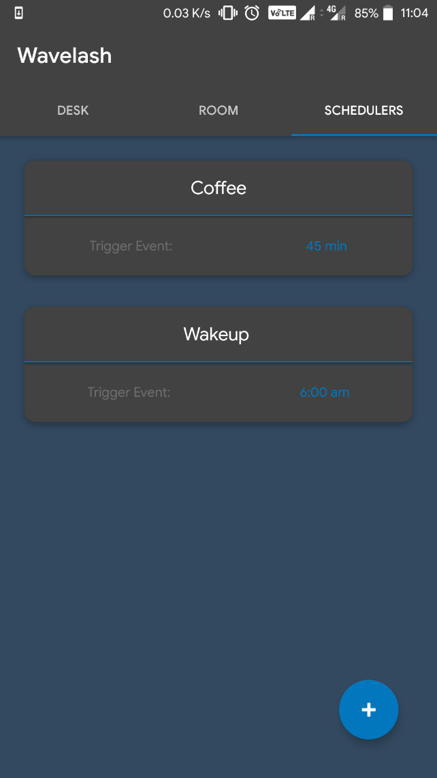 0.03 K/s VoLTE 4G R R 85% 11:04
Wavelash
DESK ROOM SCHEDULERS
Coffee
Trigger Event: 45 min
Wakeup
Trigger Event: 6:00 am
+